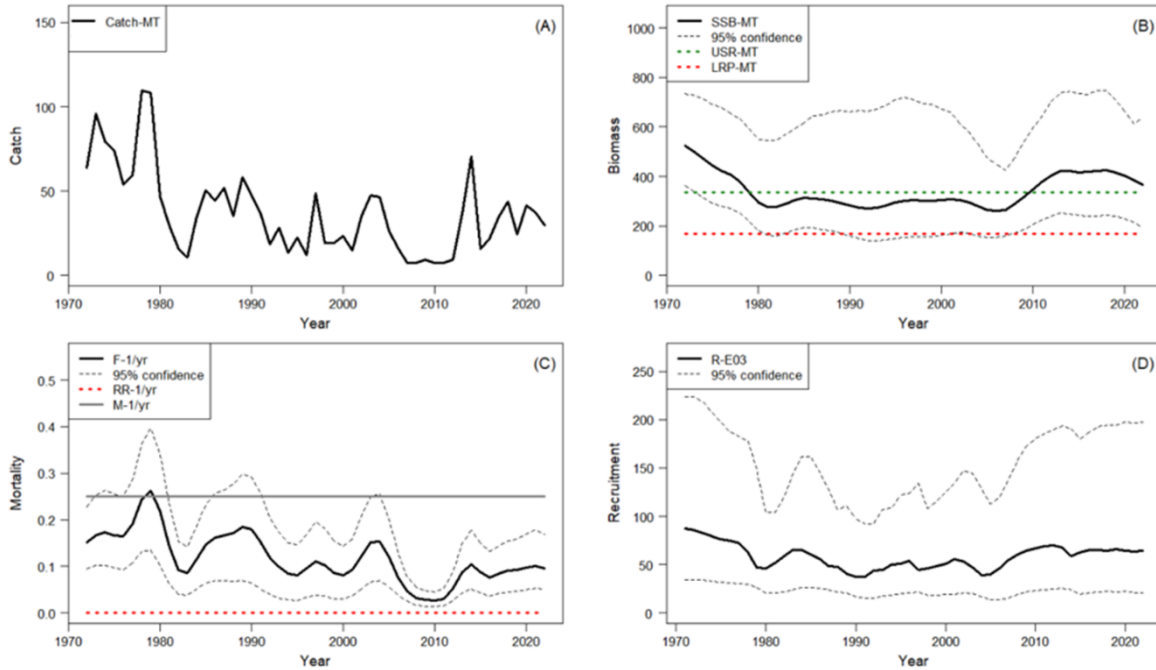 Catch-MT
(A)
150
100
50
0
Catch
1970 1980 1990 2000 2010 2020
Year
SSB-MT
95% confidence
USR-MT
LRP-MT
(B)
1000
800
600
400
200
0
Biomass
1970 1980 1990 2000 2010 2020
Year
F-1/yr
95% confidence
RR-1/yr
M-1/yr
(C)
0.5
0.4
0.3
0.2
0.1
0.0
Mortality
1970 1980 1990 2000 2010 2020
Year
R-E03
95% confidence
(D)
250
200
150
100
50
0
Recruitment
1970 1980 1990 2000 2010 2020
Year